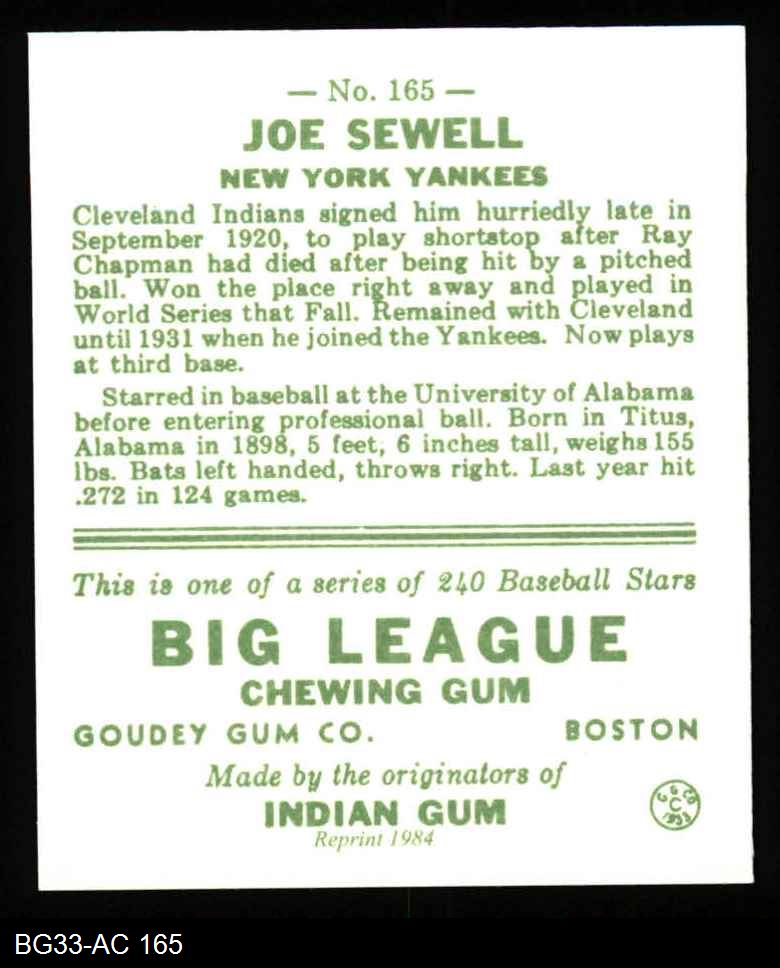 — No. 165 —
JOE SEWELL
NEW YORK YANKEES
Cleveland Indians signed him hurriedly late in
September 1920, to play shortstop after Ray
Chapman had died after being hit by a pitched
ball. Won the place right away and played in
World Series that Fall. Remained with Cleveland
until 1931 when he joined the Yankees. Now plays
at third base.
Starred in baseball at the University of Alabama
before entering professional ball. Born in Titus,
Alabama in 1898, 5 feet, 6 inches tall, weighs 155
lbs. Bats left handed, throws right. Last year hit
.272 in 124 games.
This is one of a series of 240 Baseball Stars
BIG LEAGUE
CHEWING GUM
GOUDEY GUM CO. BOSTON
Made by the originators of
INDIAN GUM
Reprint 1984
G G CO
C
1933
BG33-AC 165